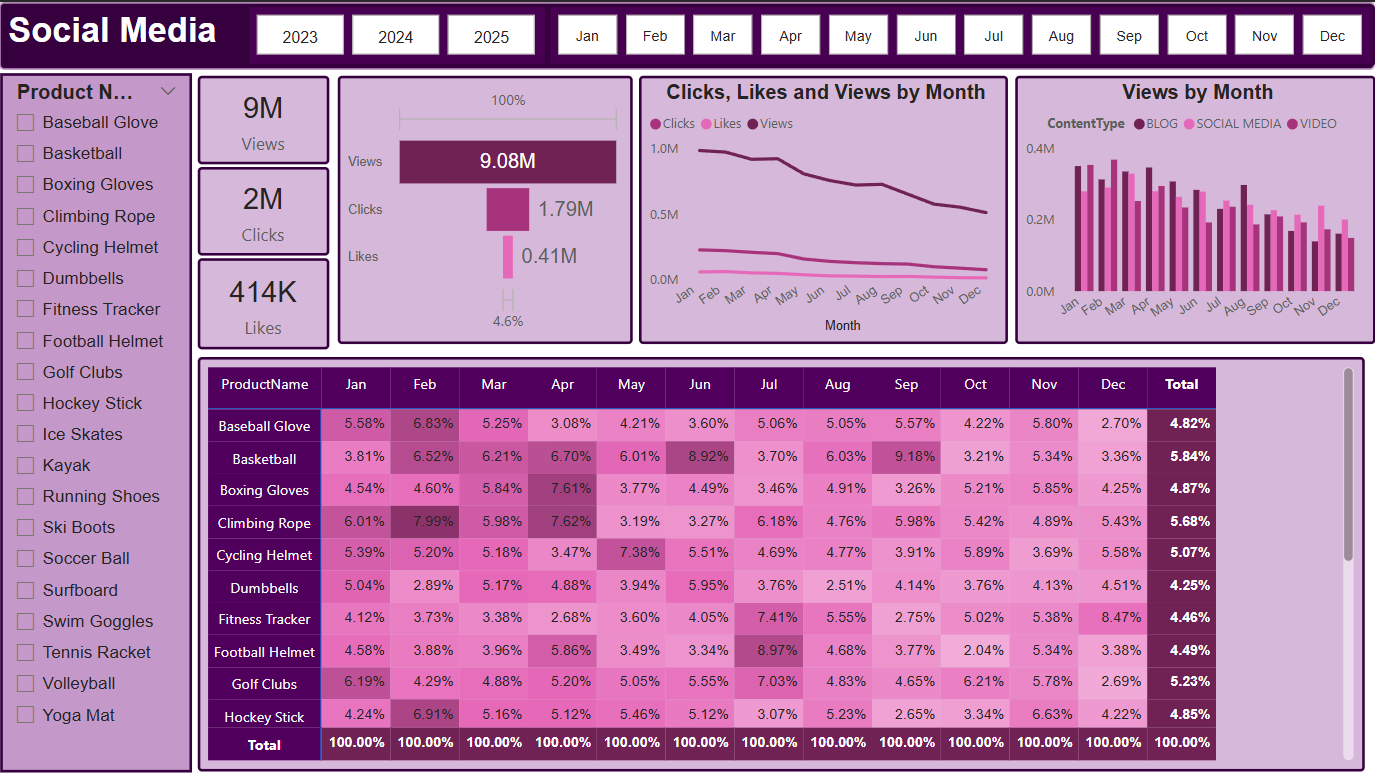 Social Media
2023 2024 2025 Jan Feb Mar Apr May Jun Jul Aug Sep Oct Nov Dec
Product N...
Baseball Glove
Basketball
Boxing Gloves
Climbing Rope
Cycling Helmet
Dumbbells
Fitness Tracker
Football Helmet
Golf Clubs
Hockey Stick
Ice Skates
Kayak
Running Shoes
Ski Boots
Soccer Ball
Surfboard
Swim Goggles
Tennis Racket
Volleyball
Yoga Mat
9M
Views
2M
Clicks
414K
Likes
100%
Views 9.08M
Clicks 1.79M
Likes 0.41M
4.6%
Clicks, Likes and Views by Month
Clicks Likes Views
1.0M
0.5M
0.0M
Jan Feb Mar Apr May Jun Jul Aug Sep Oct Nov Dec
Month
Views by Month
ContentType BLOG SOCIAL MEDIA VIDEO
0.4M
0.2M
0.0M
Jan Feb Mar Apr May Jun Jul Aug Sep Oct Nov Dec
ProductName Jan Feb Mar Apr May Jun Jul Aug Sep Oct Nov Dec Total
Baseball Glove 5.58% 6.83% 5.25% 3.08% 4.21% 3.60% 5.06% 5.05% 5.57% 4.22% 5.80% 2.70% 4.82%
Basketball 3.81% 6.52% 6.21% 6.70% 6.01% 8.92% 3.70% 6.03% 9.18% 3.21% 5.34% 3.36% 5.84%
Boxing Gloves 4.54% 4.60% 5.84% 7.61% 3.77% 4.49% 3.46% 4.91% 3.26% 5.21% 5.85% 4.25% 4.87%
Climbing Rope 6.01% 7.99% 5.98% 7.62% 3.19% 3.27% 6.18% 4.76% 5.98% 5.42% 4.89% 5.43% 5.68%
Cycling Helmet 5.39% 5.20% 5.18% 3.47% 7.38% 5.51% 4.69% 4.77% 3.91% 5.89% 3.69% 5.58% 5.07%
Dumbbells 5.04% 2.89% 5.17% 4.88% 3.94% 5.95% 3.76% 2.51% 4.14% 3.76% 4.13% 4.51% 4.25%
Fitness Tracker 4.12% 3.73% 3.38% 2.68% 3.60% 4.05% 7.41% 5.55% 2.75% 5.02% 5.38% 8.47% 4.46%
Football Helmet 4.58% 3.88% 3.96% 5.86% 3.49% 3.34% 8.97% 4.68% 3.77% 2.04% 5.34% 3.38% 4.49%
Golf Clubs 6.19% 4.29% 4.88% 5.20% 5.05% 5.55% 7.03% 4.83% 4.65% 6.21% 5.78% 2.69% 5.23%
Hockey Stick 4.24% 6.91% 5.16% 5.12% 5.46% 5.12% 3.07% 5.23% 2.65% 3.34% 6.63% 4.22% 4.85%
Total 100.00% 100.00% 100.00% 100.00% 100.00% 100.00% 100.00% 100.00% 100.00% 100.00% 100.00% 100.00% 100.00%